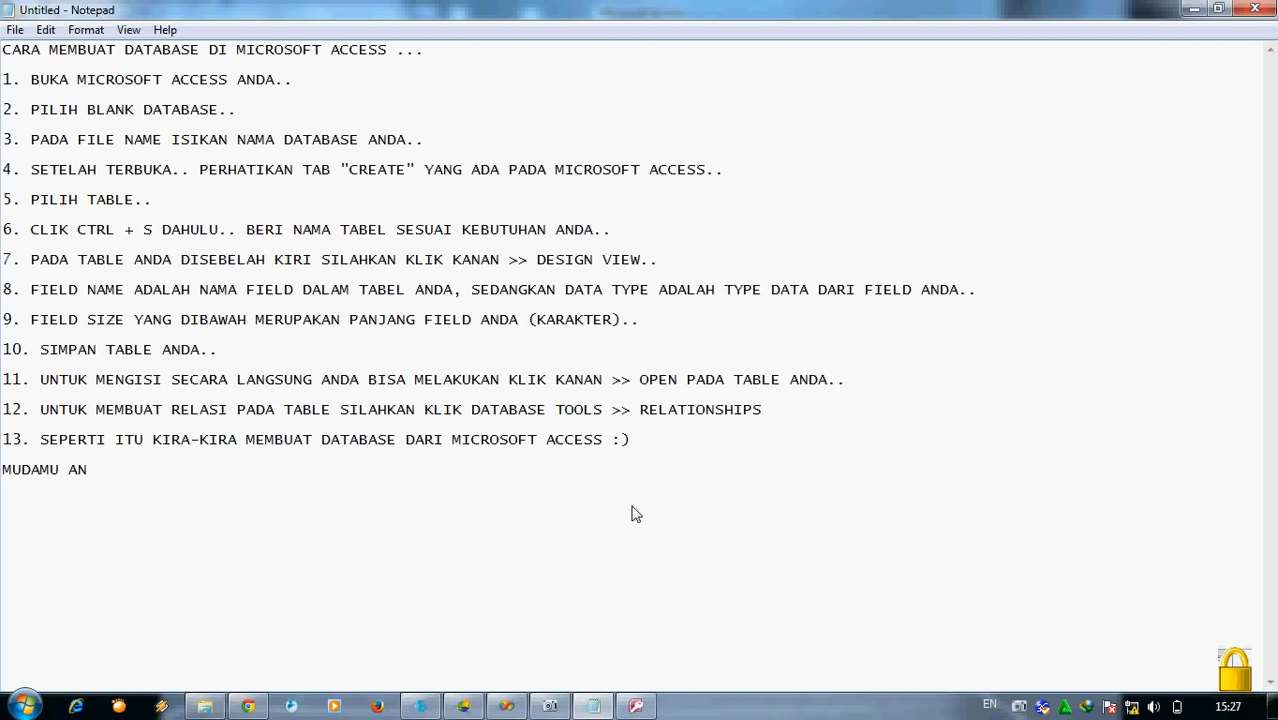 Untitled - Notepad
File Edit Format View Help
CARA MEMBUAT DATABASE DI MICROSOFT ACCESS ...
1. BUKA MICROSOFT ACCESS ANDA..
2. PILIH BLANK DATABASE..
3. PADA FILE NAME ISIKAN NAMA DATABASE ANDA..
4. SETELAH TERBUKA.. PERHATIKAN TAB "CREATE" YANG ADA PADA MICROSOFT ACCESS..
5. PILIH TABLE..
6. CLIK CTRL + S DAHULU.. BERI NAMA TABEL SESUAI KEBUTUHAN ANDA..
7. PADA TABLE ANDA DISEBELAH KIRI SILAHKAN KLIK KANAN >> DESIGN VIEW..
8. FIELD NAME ADALAH NAMA FIELD DALAM TABEL ANDA, SEDANGKAN DATA TYPE ADALAH TYPE DATA DARI FIELD ANDA..
9. FIELD SIZE YANG DIBAWAH MERUPAKAN PANJANG FIELD ANDA (KARAKTER)..
10. SIMPAN TABLE ANDA..
11. UNTUK MENGISI SECARA LANGSUNG ANDA BISA MELAKUKAN KLIK KANAN >> OPEN PADA TABLE ANDA..
12. UNTUK MEMBUAT RELASI PADA TABLE SILAHKAN KLIK DATABASE TOOLS >> RELATIONSHIPS
13. SEPERTI ITU KIRA-KIRA MEMBUAT DATABASE DARI MICROSOFT ACCESS :)
MUDAMU AN
EN 15:27